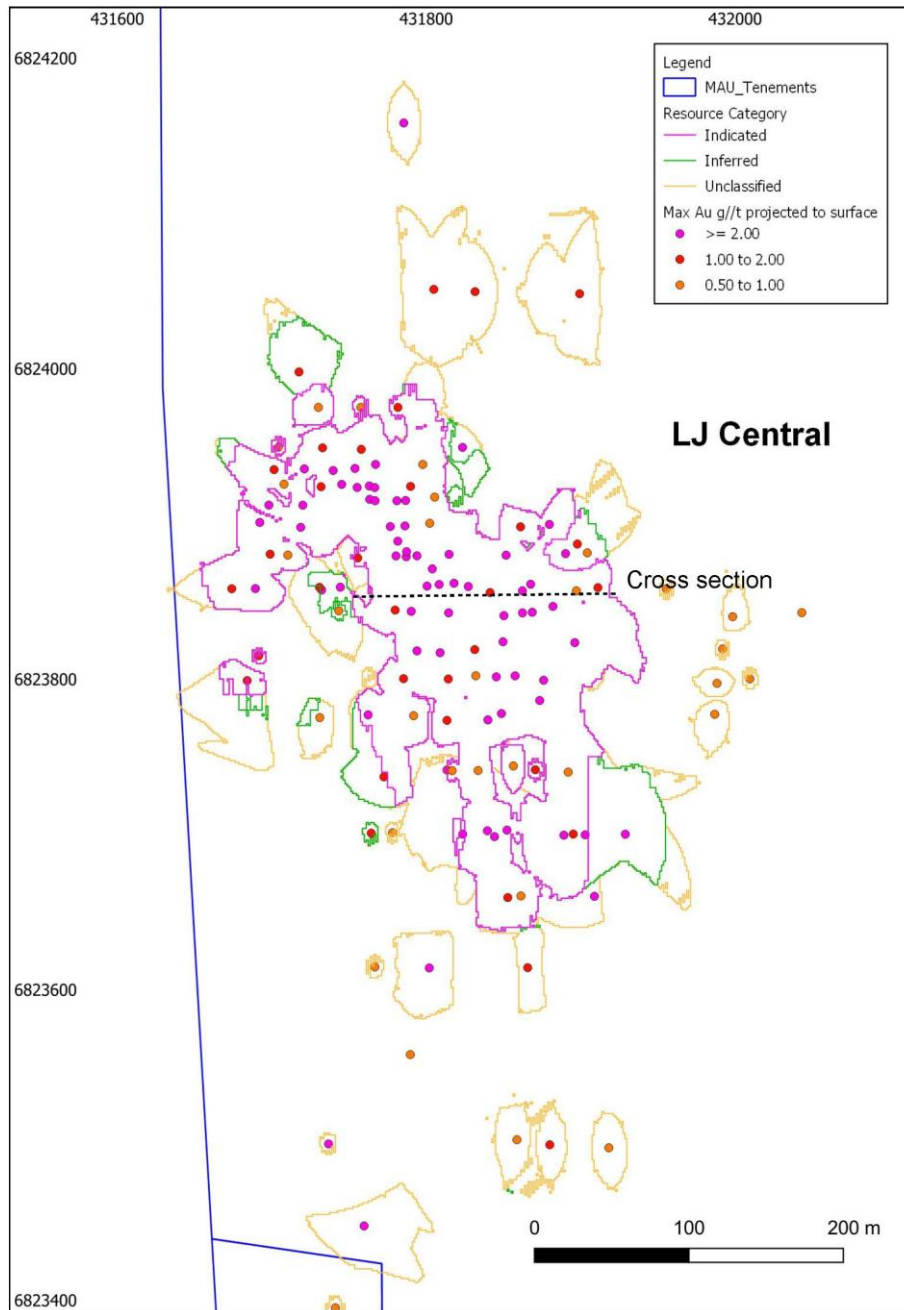 431600 431800 432000
6824200
Legend
MAU_Tenements
Resource Category
Indicated
Inferred
Unclassified
Max Au g//t projected to surface
>= 2.00
1.00 to 2.00
0.50 to 1.00
6824000
LJ Central
Cross section
6823800
6823600
0 100 200 m
6823400